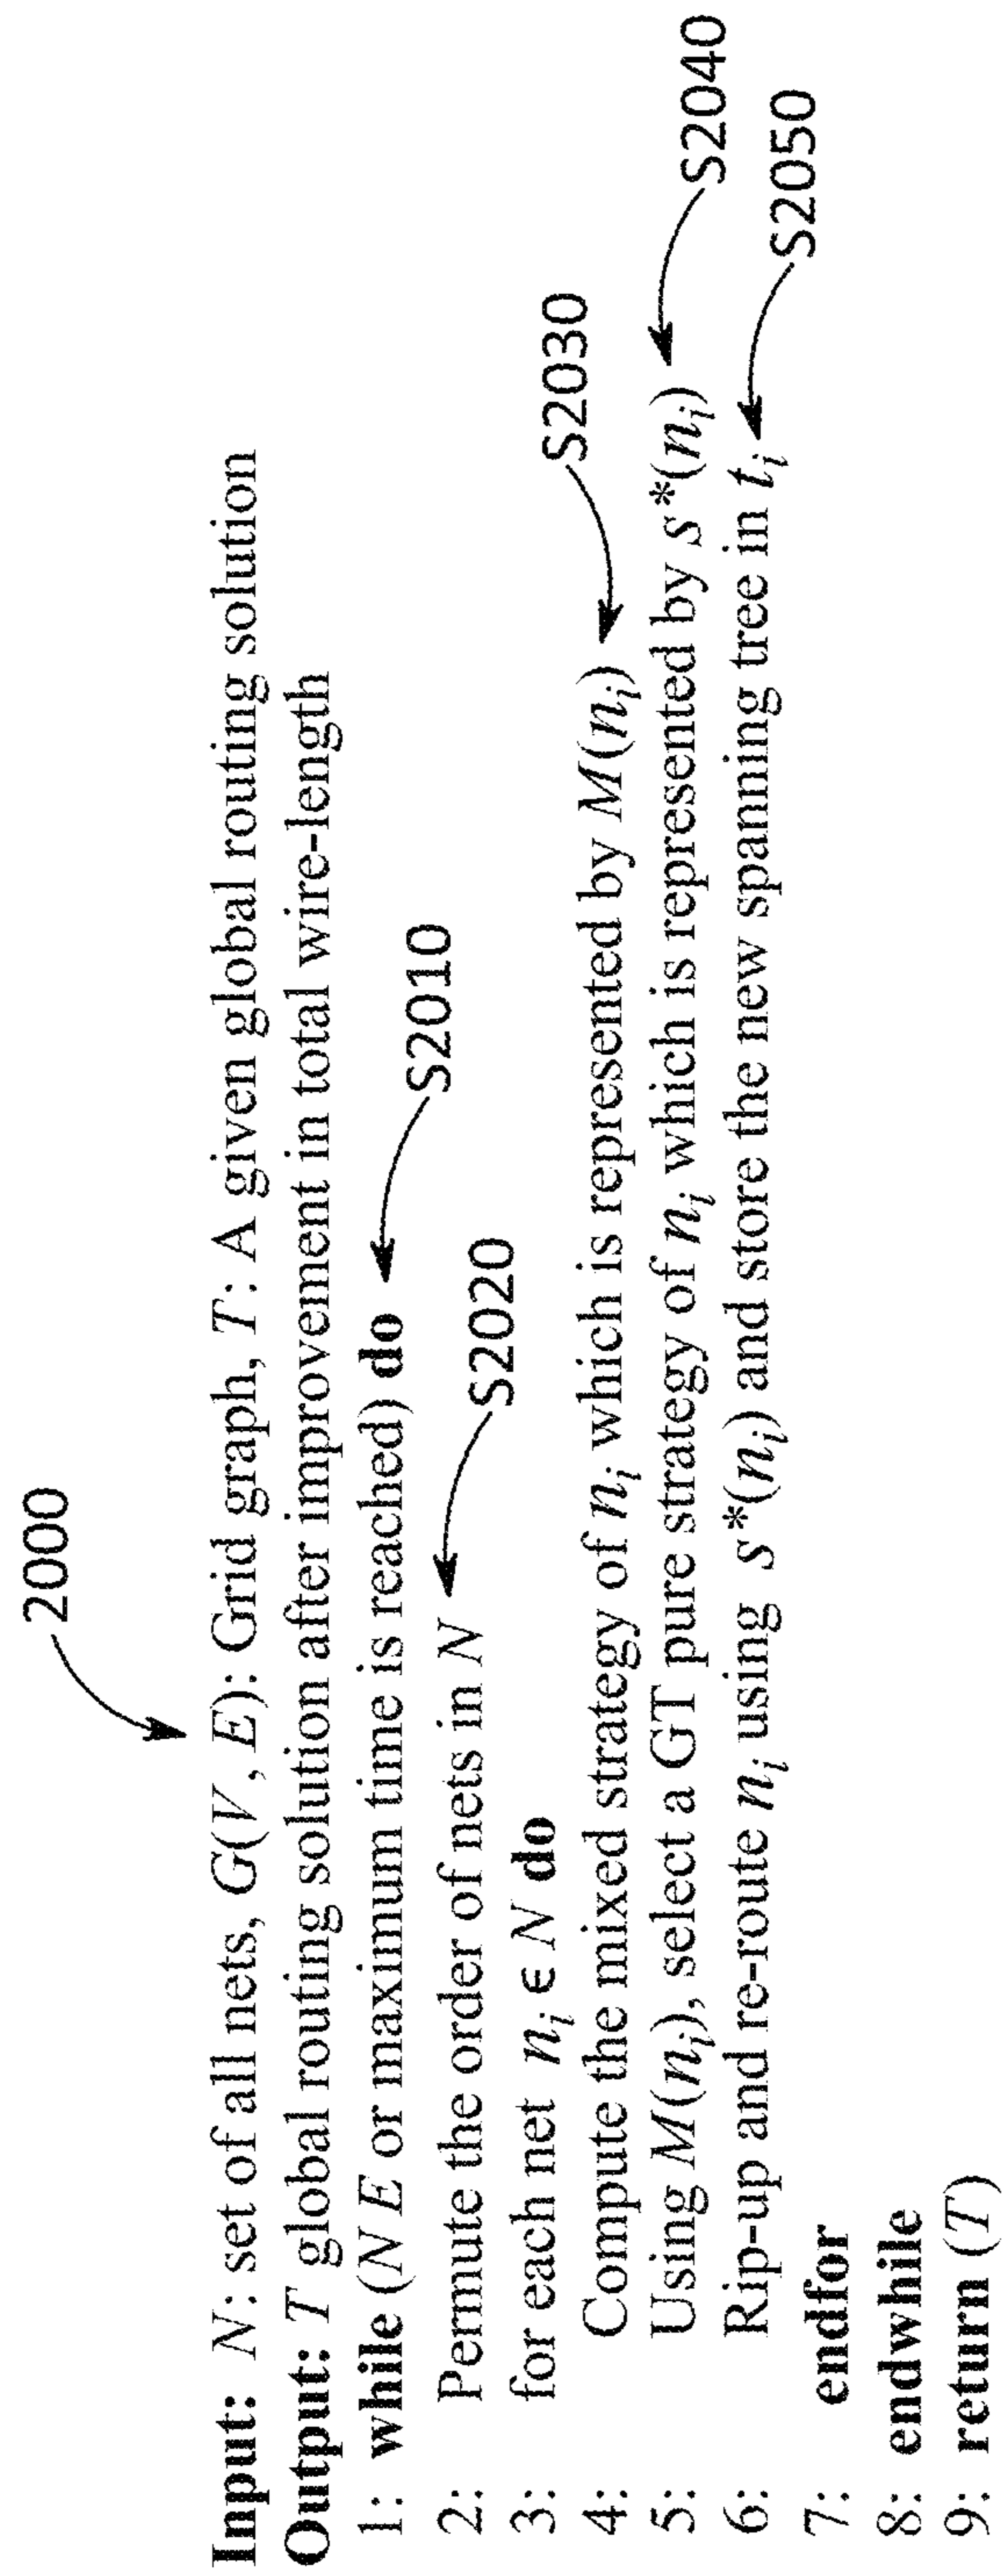 2000
Input: N: set of all nets, G(V, E): Grid graph, T: A given global routing solution
Output: T global routing solution after improvement in total wire-length
1: while (N E or maximum time is reached) do
S2010
2: Permute the order of nets in N
S2020
3: for each net n_i ∈ N do
4: Compute the mixed strategy of n_i which is represented by M(n_i)
S2030
5: Using M(n_i), select a GT pure strategy of n_i which is represented by s*(n_i)
S2040
6: Rip-up and re-route n_i using s*(n_i) and store the new spanning tree in t_i
S2050
7: endfor
8: endwhile
9: return (T)